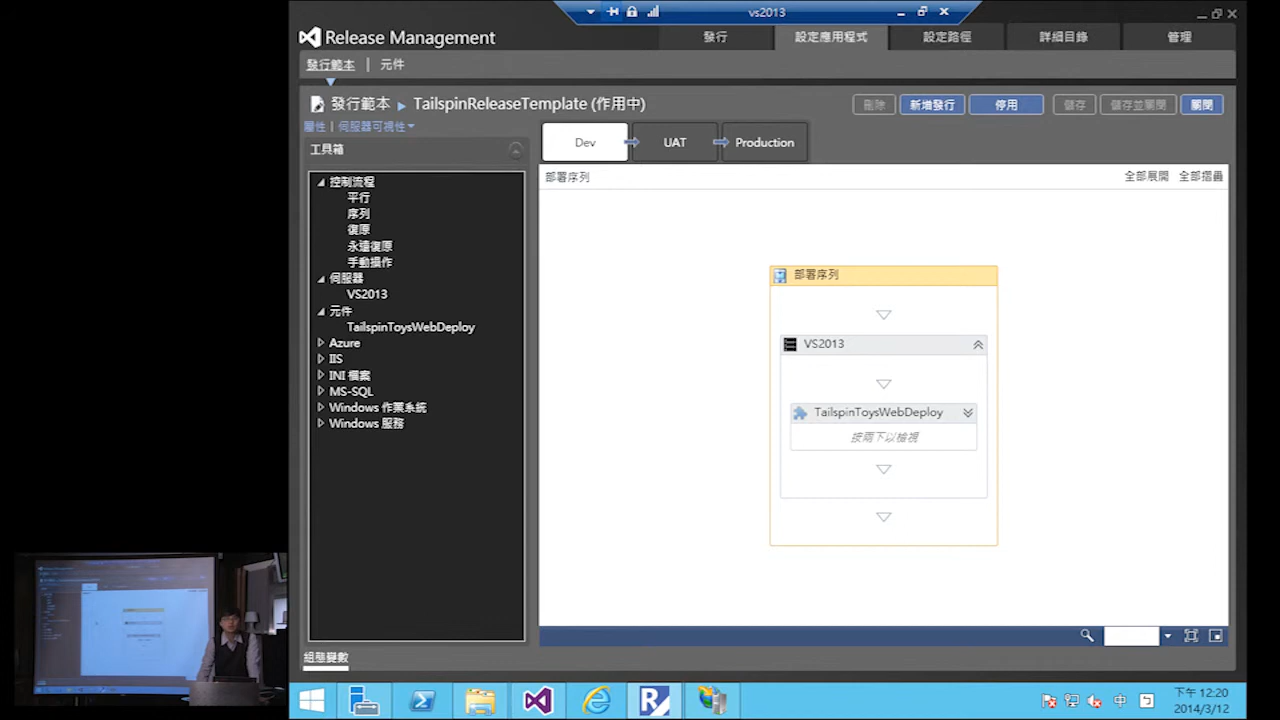 vs2013
Release Management
發行
設定應用程式
設定路徑
詳細目錄
管理
發行範本 | 元件
發行範本 ▶ TailspinReleaseTemplate (作用中)
刪除
新增發行
停用
儲存
儲存並關閉
關閉
屬性 | 伺服器可視性
工具箱
控制流程
平行
序列
復原
永遠復原
手動操作
伺服器
VS2013
元件
TailspinToysWebDeploy
Azure
IIS
INI 檔案
MS-SQL
Windows 作業系統
Windows 服務
組態變數
Dev
UAT
Production
部署序列
全部展開 全部摺疊
部署序列
VS2013
TailspinToysWebDeploy
按兩下以檢視
中
下午 12:20
2014/3/12